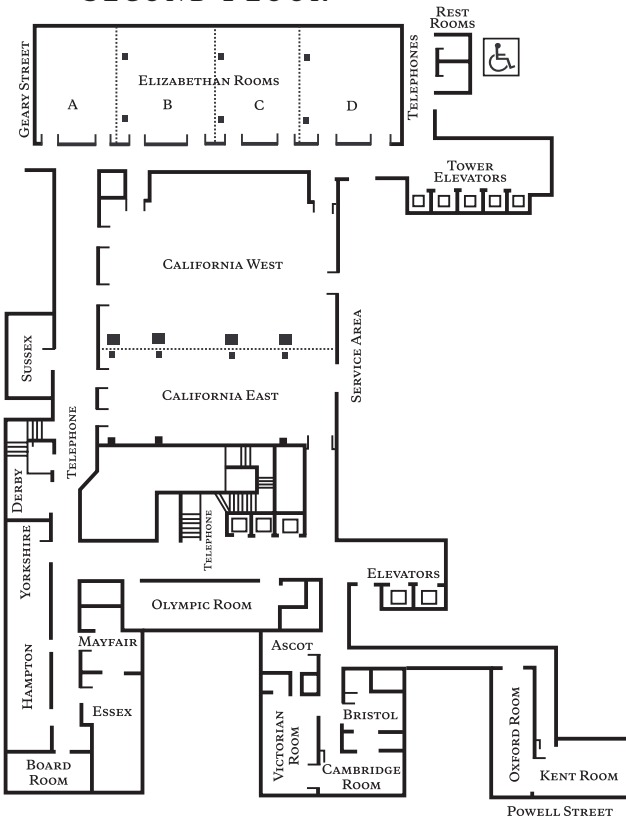 SECOND FLOOR
REST
ROOMS
TELEPHONES
GEARY STREET
ELIZABETHAN ROOMS
A
B
C
D
TOWER
ELEVATORS
CALIFORNIA WEST
SERVICE AREA
SUSSEX
CALIFORNIA EAST
TELEPHONE
DERBY
TELEPHONE
YORKSHIRE
ELEVATORS
OLYMPIC ROOM
MAYFAIR
ASCOT
HAMPTON
ESSEX
BRISTOL
VICTORIAN
ROOM
OXFORD ROOM
BOARD
ROOM
CAMBRIDGE
ROOM
KENT ROOM
POWELL STREET